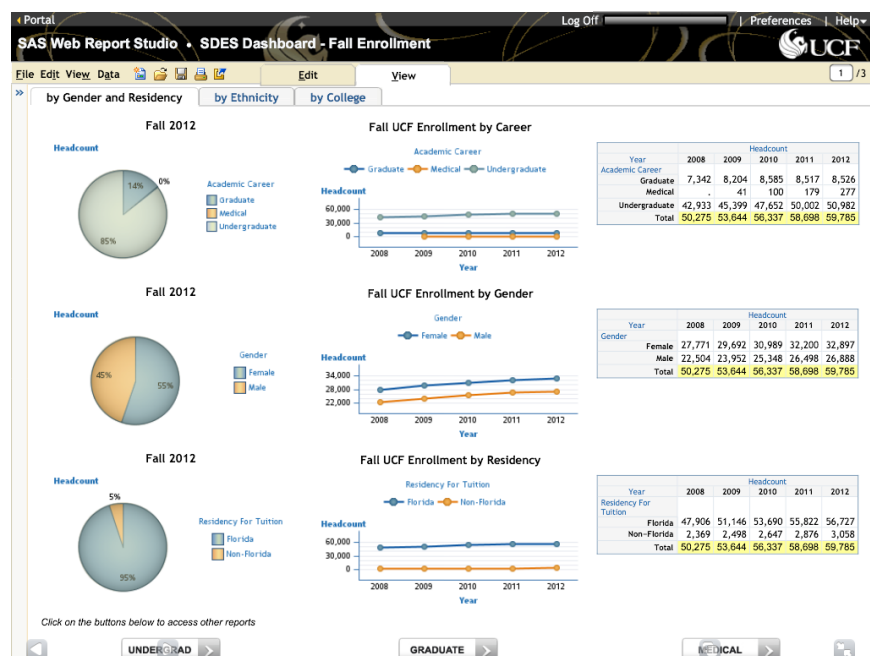 Portal
Log Off | Preferences | Help
SAS Web Report Studio • SDES Dashboard - Fall Enrollment
UCF
File Edit View Data
Edit
View
1 /3
»
by Gender and Residency
by Ethnicity
by College
Fall 2012
Headcount
14%
0%
85%
Academic Career
Graduate
Medical
Undergraduate
Fall UCF Enrollment by Career
Academic Career
Graduate Medical Undergraduate
Headcount
60,000
30,000
0
2008 2009 2010 2011 2012
Year
Headcount
Year 2008 2009 2010 2011 2012
Academic Career
Graduate 7,342 8,204 8,585 8,517 8,526
Medical . 41 100 179 277
Undergraduate 42,933 45,399 47,652 50,002 50,982
Total 50,275 53,644 56,337 58,698 59,785
Fall 2012
Headcount
45%
55%
Gender
Female
Male
Fall UCF Enrollment by Gender
Gender
Female Male
Headcount
34,000
28,000
22,000
2008 2009 2010 2011 2012
Year
Headcount
Year 2008 2009 2010 2011 2012
Gender
Female 27,771 29,692 30,989 32,200 32,897
Male 22,504 23,952 25,348 26,498 26,888
Total 50,275 53,644 56,337 58,698 59,785
Fall 2012
Headcount
5%
95%
Residency For Tuition
Florida
Non-Florida
Fall UCF Enrollment by Residency
Residency For Tuition
Florida Non-Florida
Headcount
60,000
30,000
0
2008 2009 2010 2011 2012
Year
Headcount
Year 2008 2009 2010 2011 2012
Residency For
Tuition
Florida 47,906 51,146 53,690 55,822 56,727
Non-Florida 2,369 2,498 2,647 2,876 3,058
Total 50,275 53,644 56,337 58,698 59,785
Click on the buttons below to access other reports
UNDERGRAD
GRADUATE
MEDICAL